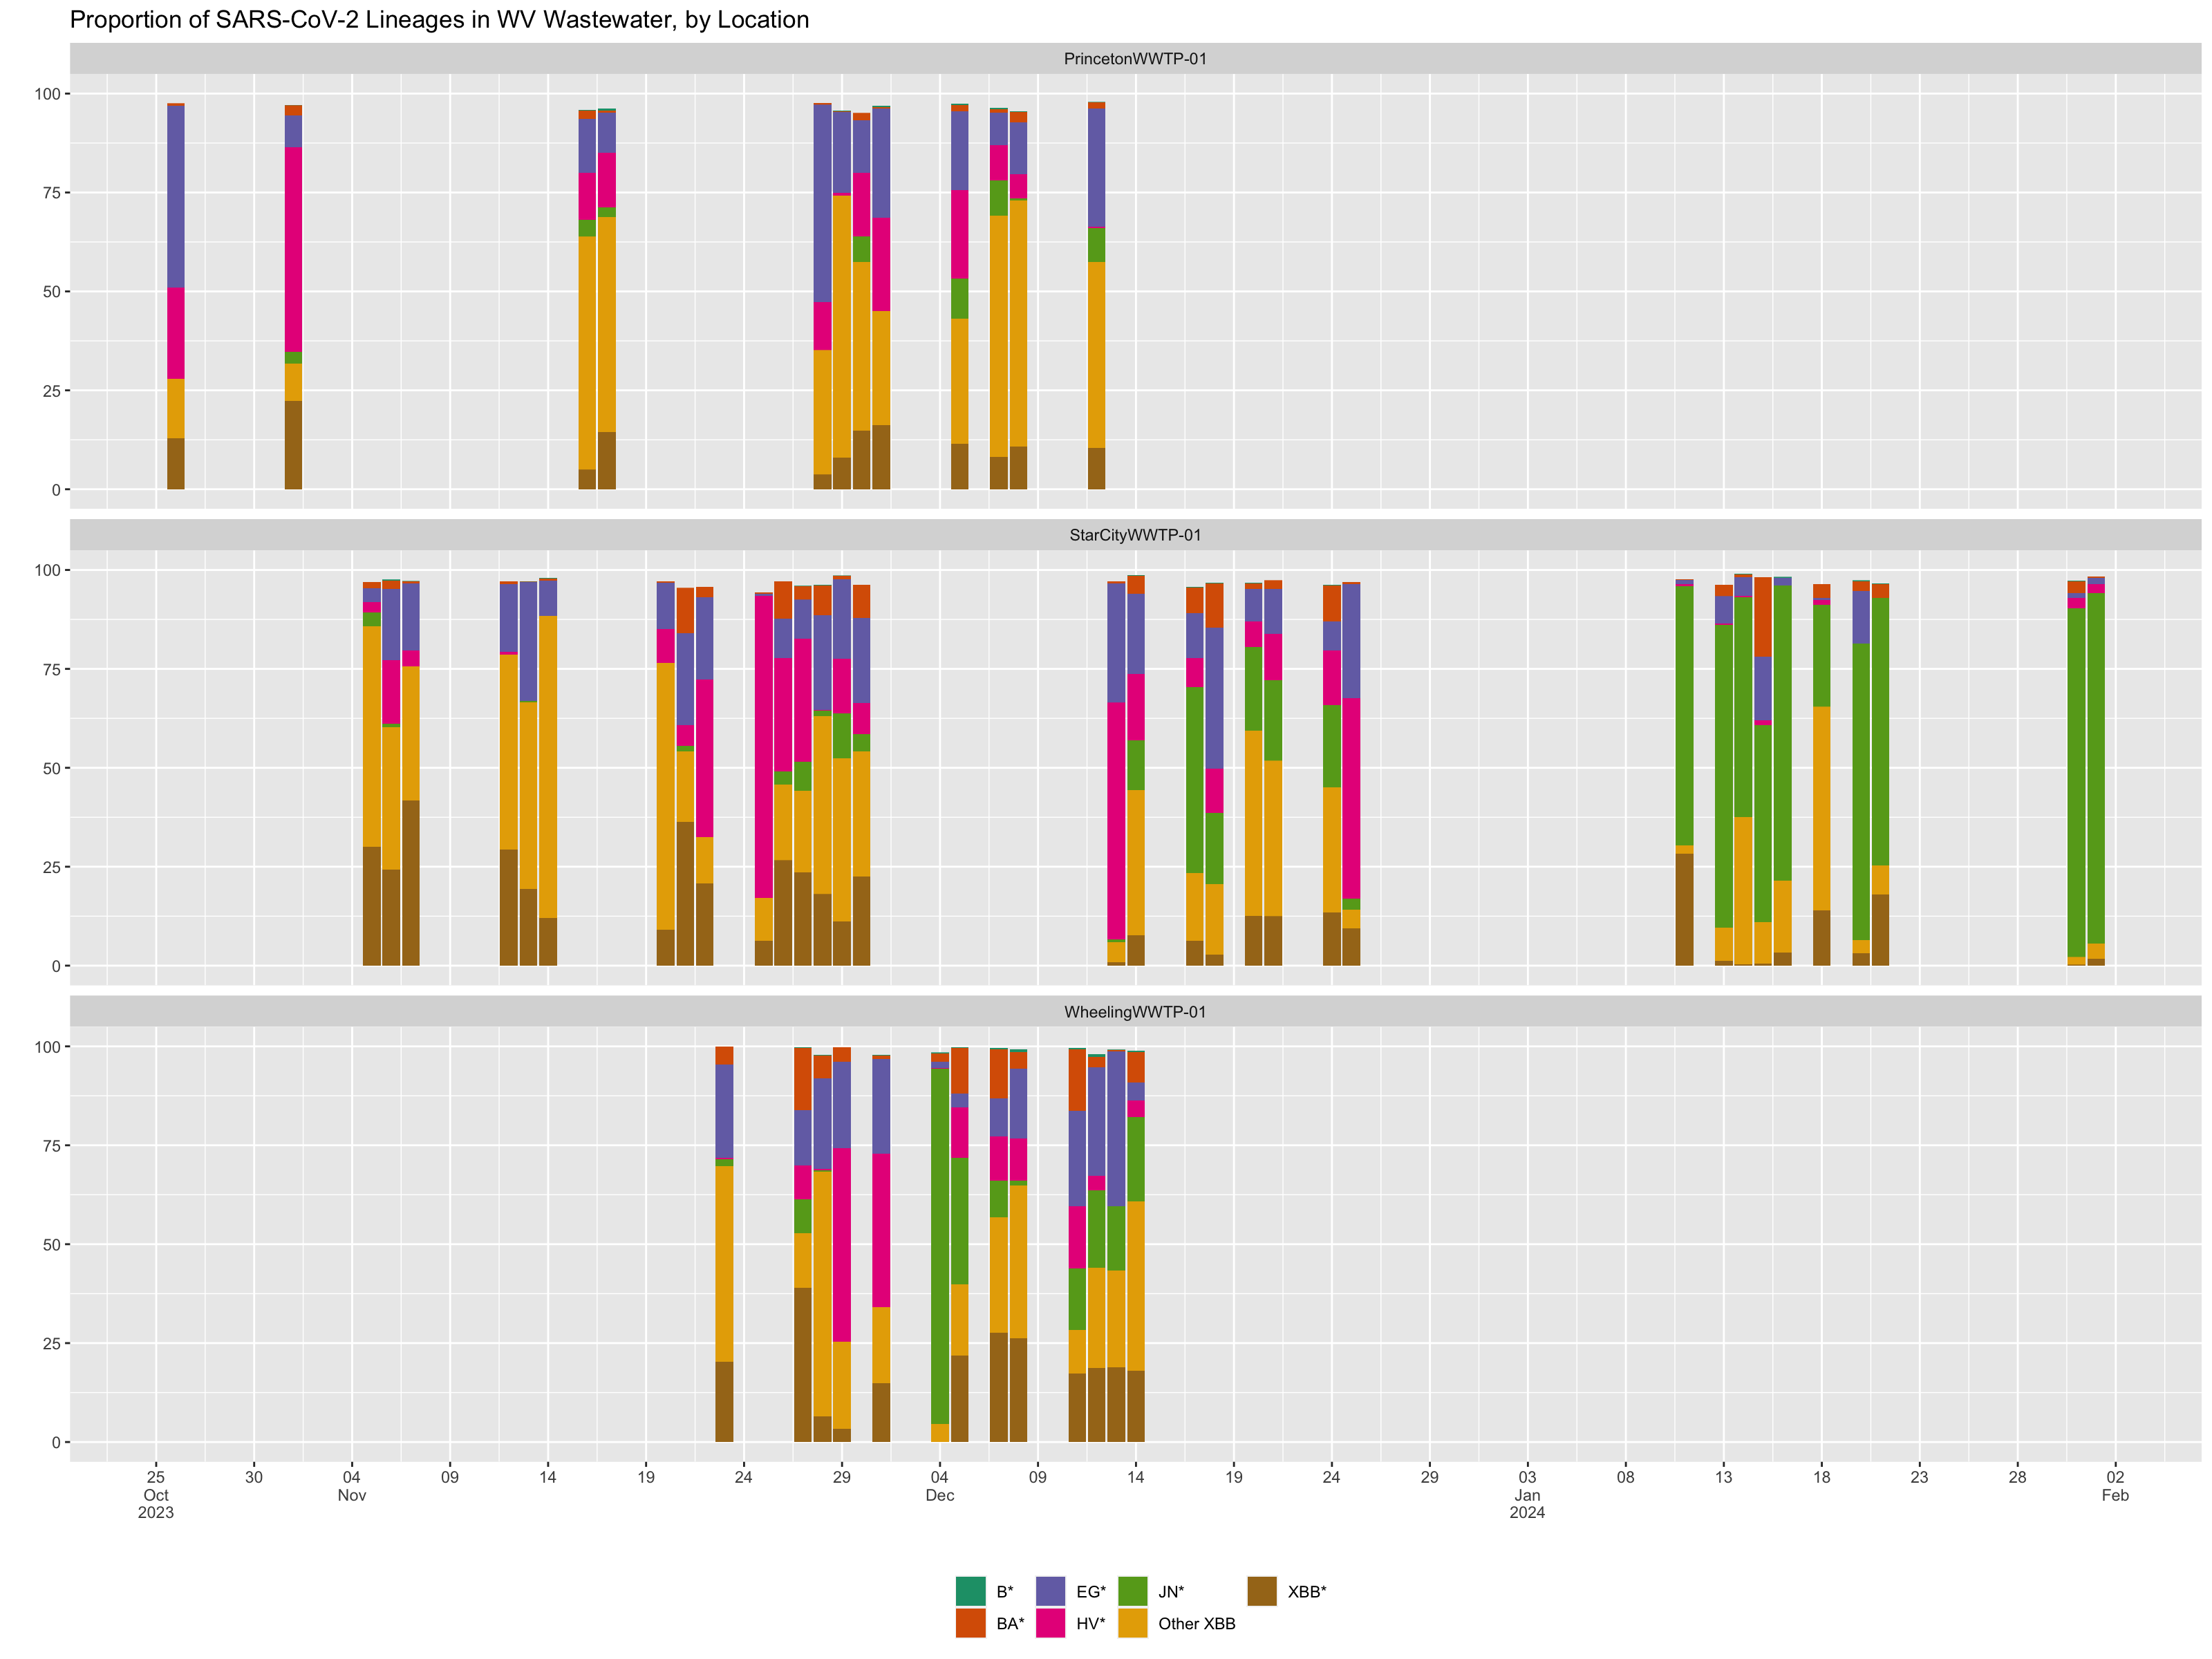 Proportion of SARS-CoV-2 Lineages in WV Wastewater, by Location
PrincetonWWTP-01
100
75
50
25
0
StarCityWWTP-01
100
75
50
25
0
WheelingWWTP-01
100
75
50
25
0
25 30 04 09 14 19 24 29 04 09 14 19 24 29 03 08 13 18 23 28 02
Oct Nov Dec Jan Feb
2023 2024
B* EG* JN* XBB*
BA* HV* Other XBB